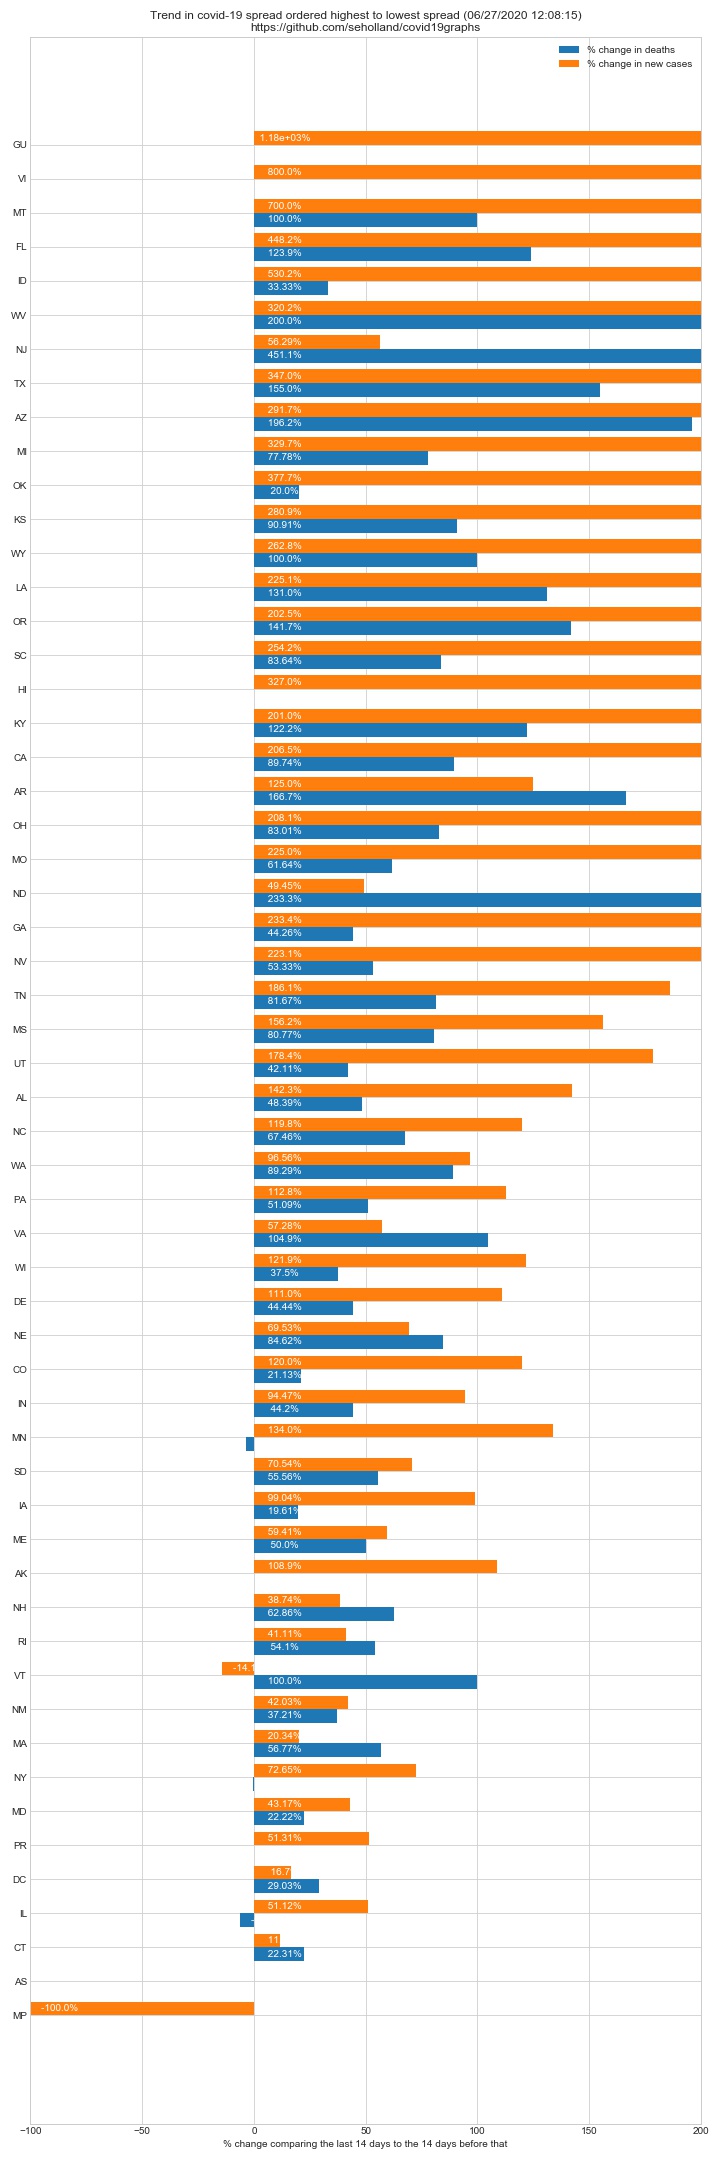 Trend in covid-19 spread ordered highest to lowest spread (06/27/2020 12:08:15)
https://github.com/seholland/covid19graphs
% change in deaths
% change in new cases
GU 1.18e+03%
VI 800.0%
MT 700.0%
100.0%
FL 448.2%
123.9%
ID 530.2%
33.33%
WV 320.2%
200.0%
NJ 56.29%
451.1%
TX 347.0%
155.0%
AZ 291.7%
196.2%
MI 329.7%
77.78%
OK 377.7%
20.0%
KS 280.9%
90.91%
WY 262.8%
100.0%
LA 225.1%
131.0%
OR 202.5%
141.7%
SC 254.2%
83.64%
HI 327.0%
KY 201.0%
122.2%
CA 206.5%
89.74%
AR 125.0%
166.7%
OH 208.1%
83.01%
MO 225.0%
61.64%
ND 49.45%
233.3%
GA 233.4%
44.26%
NV 223.1%
53.33%
TN 186.1%
81.67%
MS 156.2%
80.77%
UT 178.4%
42.11%
AL 142.3%
48.39%
NC 119.8%
67.46%
WA 96.56%
89.29%
PA 112.8%
51.09%
VA 57.28%
104.9%
WI 121.9%
37.5%
DE 111.0%
44.44%
NE 69.53%
84.62%
CO 120.0%
21.13%
IN 94.47%
44.2%
MN 134.0%
SD 70.54%
55.56%
IA 99.04%
19.61%
ME 59.41%
50.0%
AK 108.9%
NH 38.74%
62.86%
RI 41.11%
54.1%
VT
100.0%
NM 42.03%
37.21%
MA 20.34%
56.77%
NY 72.65%
MD 43.17%
22.22%
PR 51.31%
DC 16.7
29.03%
IL 51.12%
CT 11
22.31%
AS
MP -100.0%
−100 −50 0 50 100 150 200
% change comparing the last 14 days to the 14 days before that